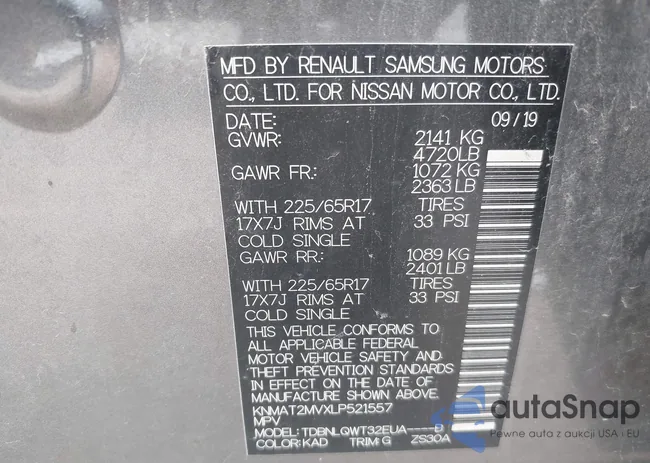 MFD BY RENAULT SAMSUNG MOTORS
CO., LTD. FOR NISSAN MOTOR CO., LTD.
DATE: 09/19
GVWR: 2141 KG
4720LB
GAWR FR.: 1072 KG
2363 LB
WITH 225/65R17 TIRES
17X7J RIMS AT 33 PSI
COLD SINGLE
GAWR RR.: 1089 KG
2401 LB
WITH 225/65R17 TIRES
17X7J RIMS AT 33 PSI
COLD SINGLE
THIS VEHICLE CONFORMS TO
ALL APPLICABLE FEDERAL
MOTOR VEHICLE SAFETY AND
THEFT PREVENTION STANDARDS
IN EFFECT ON THE DATE OF
MANUFACTURE SHOWN ABOVE.
KNMAT2MVXLP521557
MPV
MODEL: TDBNLQWT32EUA----D
COLOR: KAD TRIM: G ZS30A
autaSnap
Pewne auta z aukcji USA i EU